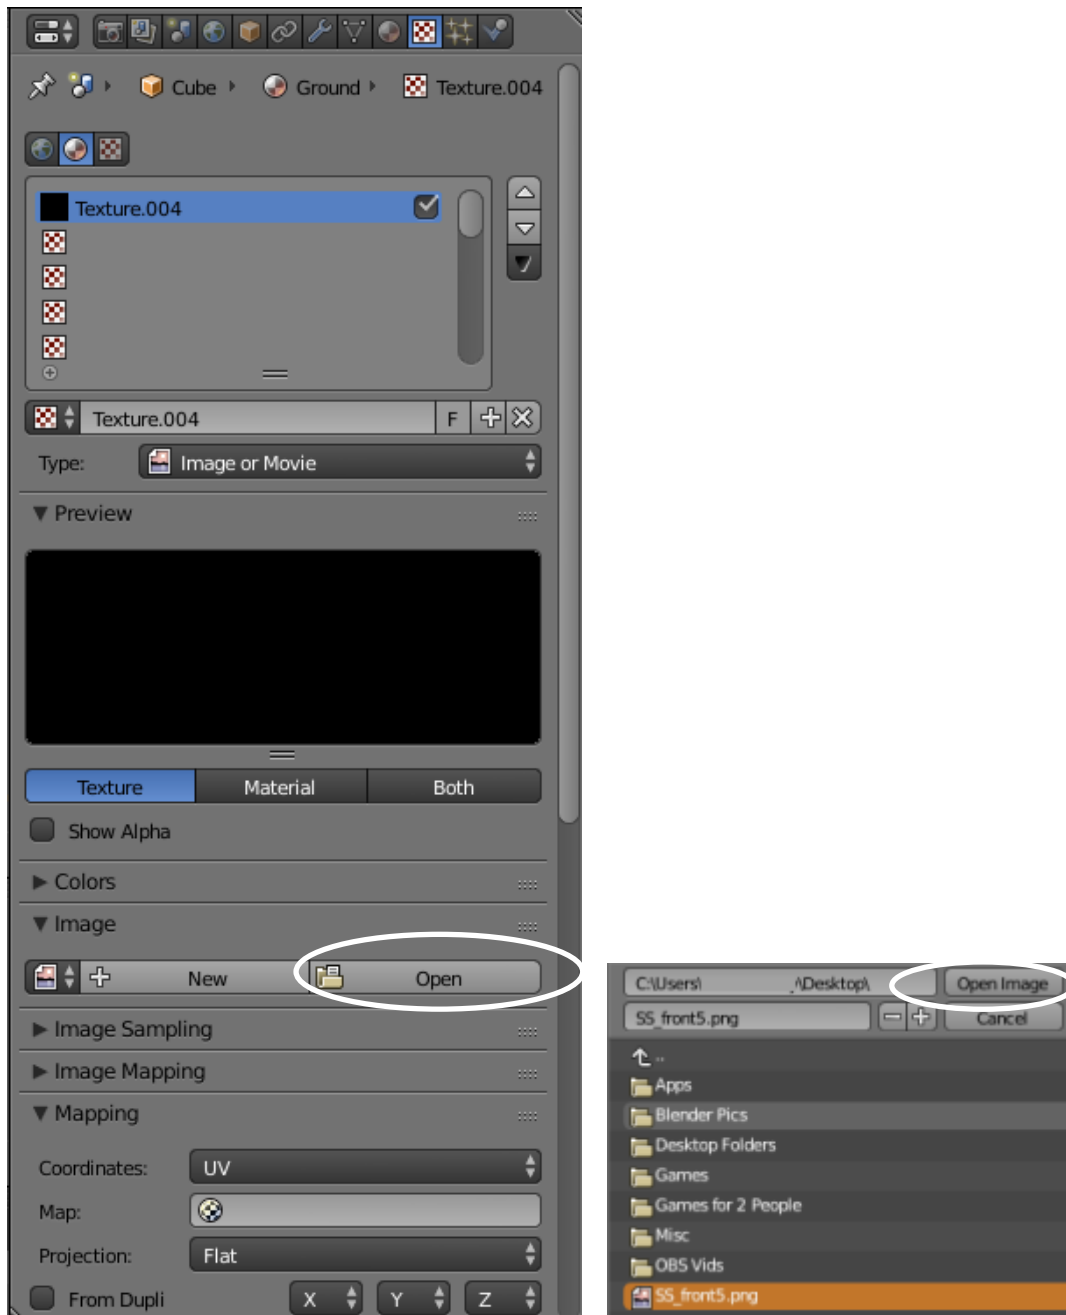 Cube Ground Texture.004
Texture.004
Texture.004 F
Type: Image or Movie
Preview
Texture Material Both
Show Alpha
Colors
Image
New Open
Image Sampling
Image Mapping
Mapping
Coordinates: UV
Map:
Projection: Flat
From Dupli X Y Z
C:\Users\ _\Desktop\ Open Image
SS_front5.png Cancel
..
Apps
Blender Pics
Desktop Folders
Games
Games for 2 People
Misc
OBS Vids
SS_front5.png